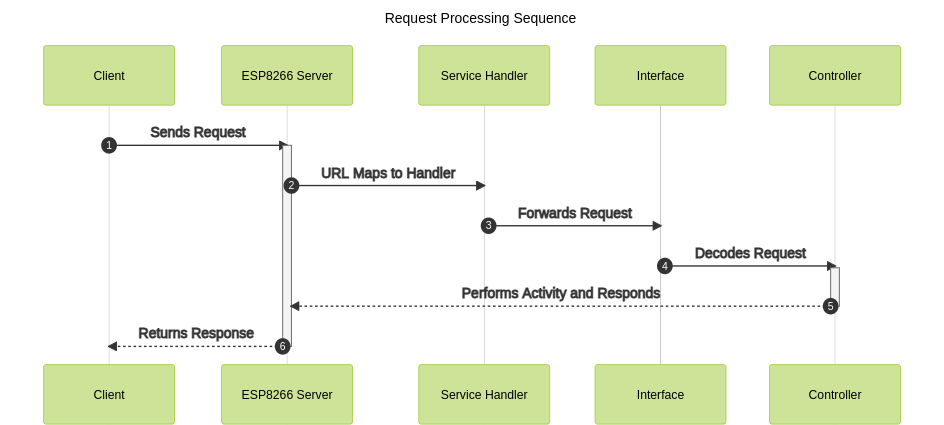 Request Processing Sequence
Client
ESP8266 Server
Service Handler
Interface
Controller
Sends Request
1
URL Maps to Handler
2
Forwards Request
3
Decodes Request
4
Performs Activity and Responds
5
Returns Response
6
Client
ESP8266 Server
Service Handler
Interface
Controller